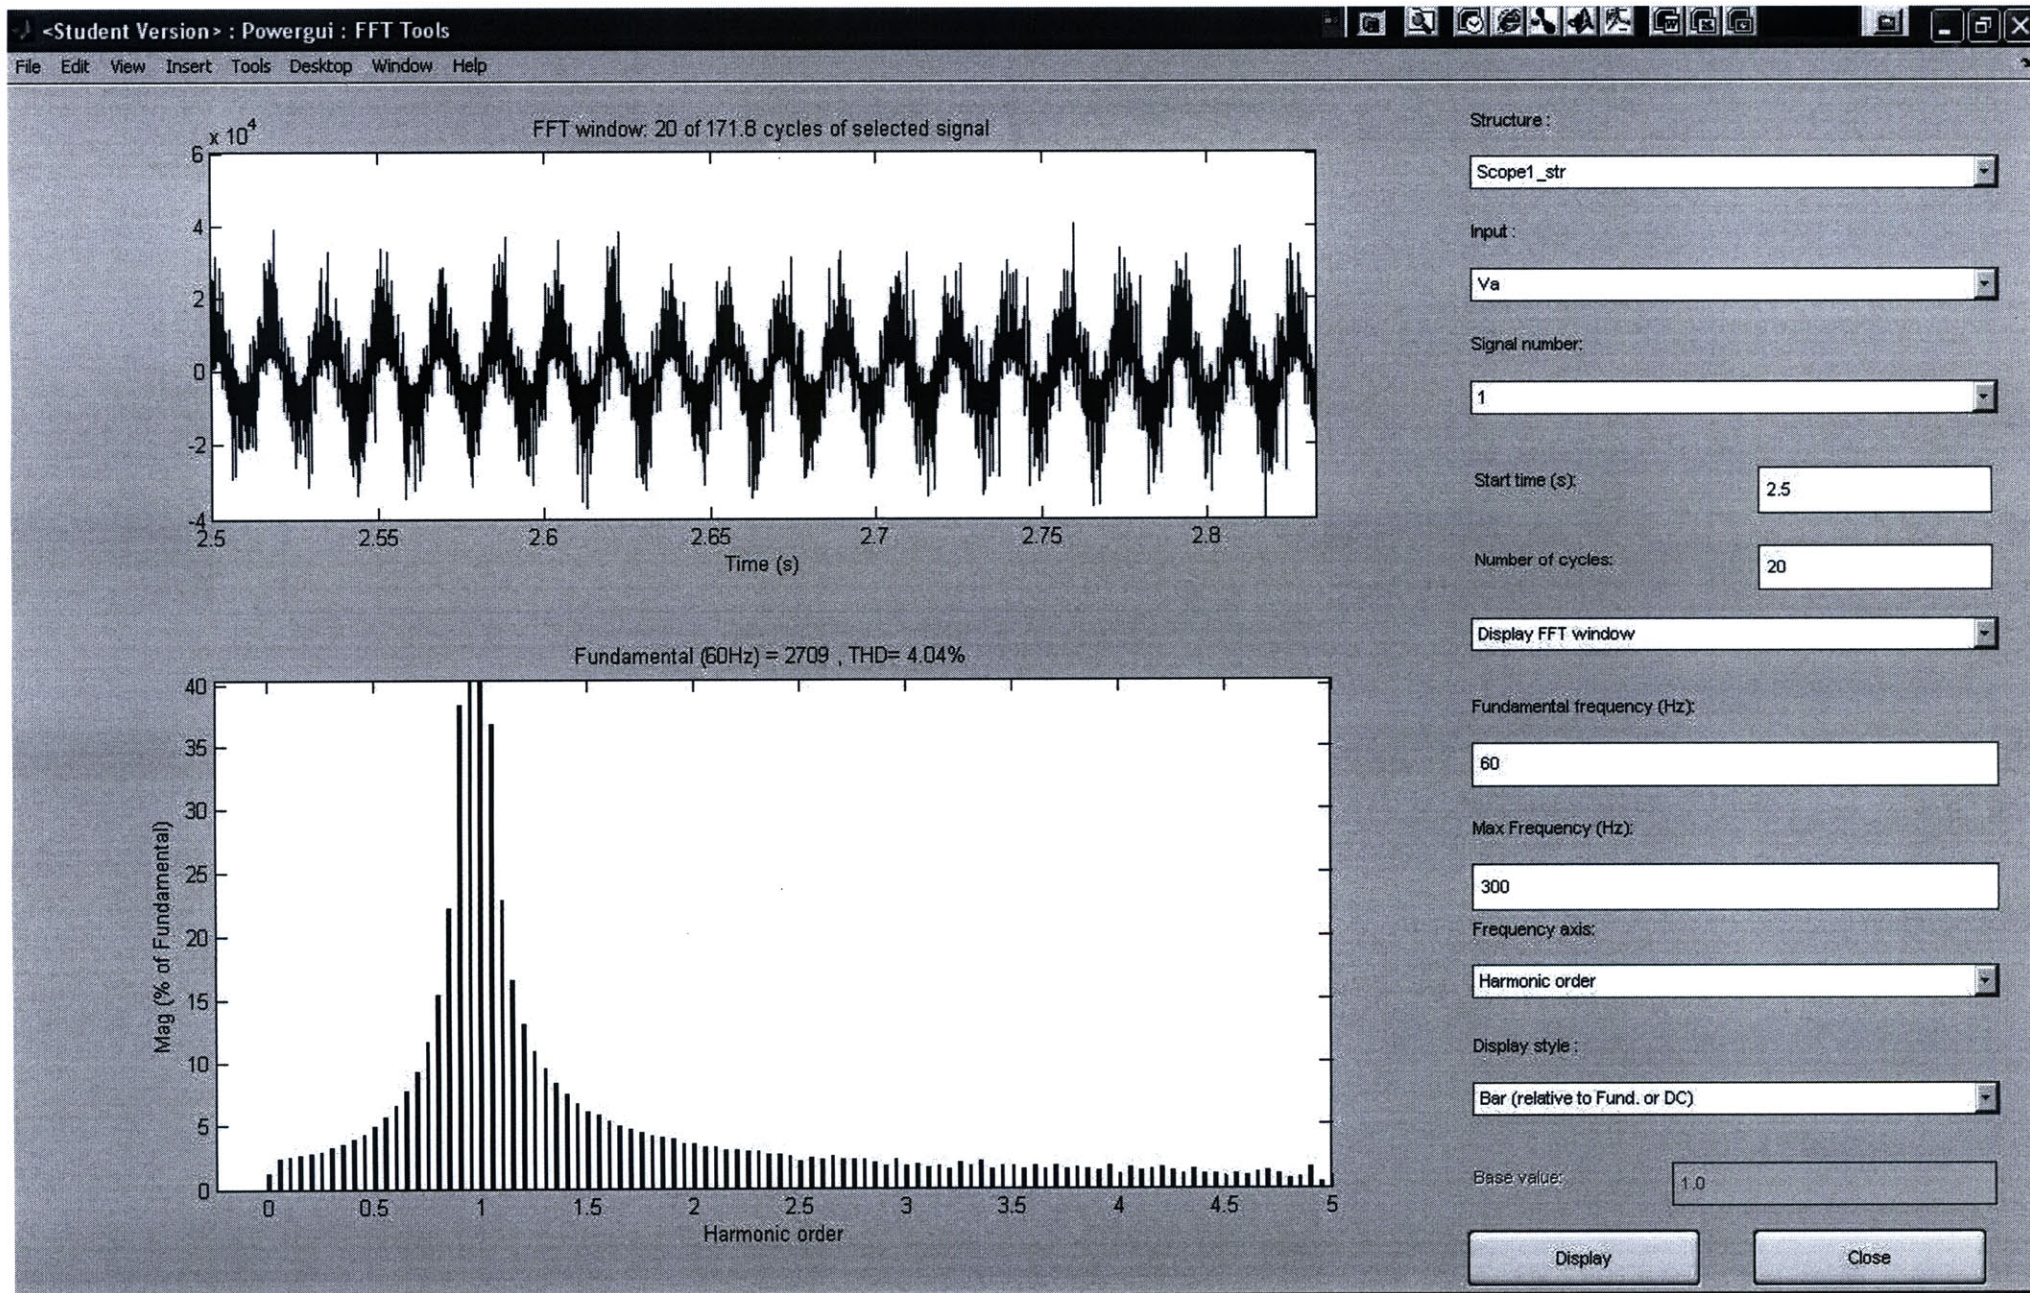 <Student Version> : Powergui : FFT Tools
File Edit View Insert Tools Desktop Window Help
FFT window: 20 of 171.8 cycles of selected signal
x 10^4
6
4
2
0
-2
-4
2.5 2.55 2.6 2.65 2.7 2.75 2.8
Time (s)
Fundamental (60Hz) = 2709 , THD= 4.04%
40
35
30
25
20
15
10
5
0
Mag (% of Fundamental)
0 0.5 1 1.5 2 2.5 3 3.5 4 4.5 5
Harmonic order
Structure :
Scope1_str
Input :
Va
Signal number:
1
Start time (s): 2.5
Number of cycles: 20
Display FFT window
Fundamental frequency (Hz):
60
Max Frequency (Hz):
300
Frequency axis:
Harmonic order
Display style :
Bar (relative to Fund. or DC)
Base value: 1.0
Display Close